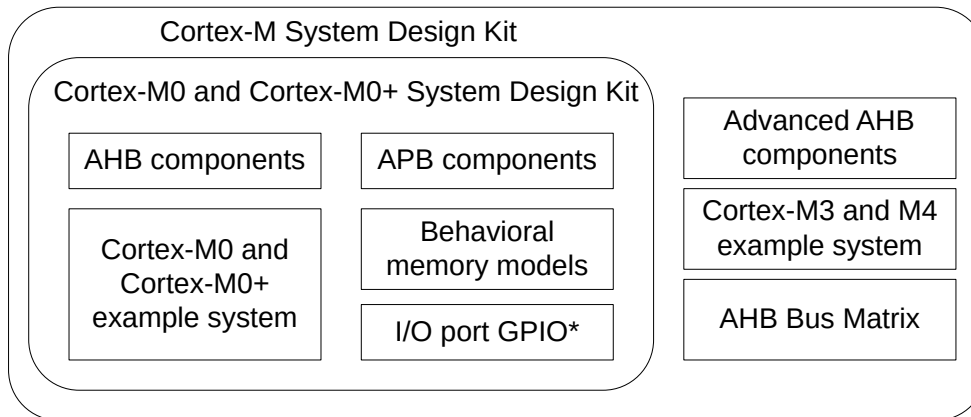 Cortex-M System Design Kit
Cortex-M0 and Cortex-M0+ System Design Kit
AHB components
APB components
Cortex-M0 and
Cortex-M0+
example system
Behavioral
memory models
I/O port GPIO*
Advanced AHB
components
Cortex-M3 and M4
example system
AHB Bus Matrix